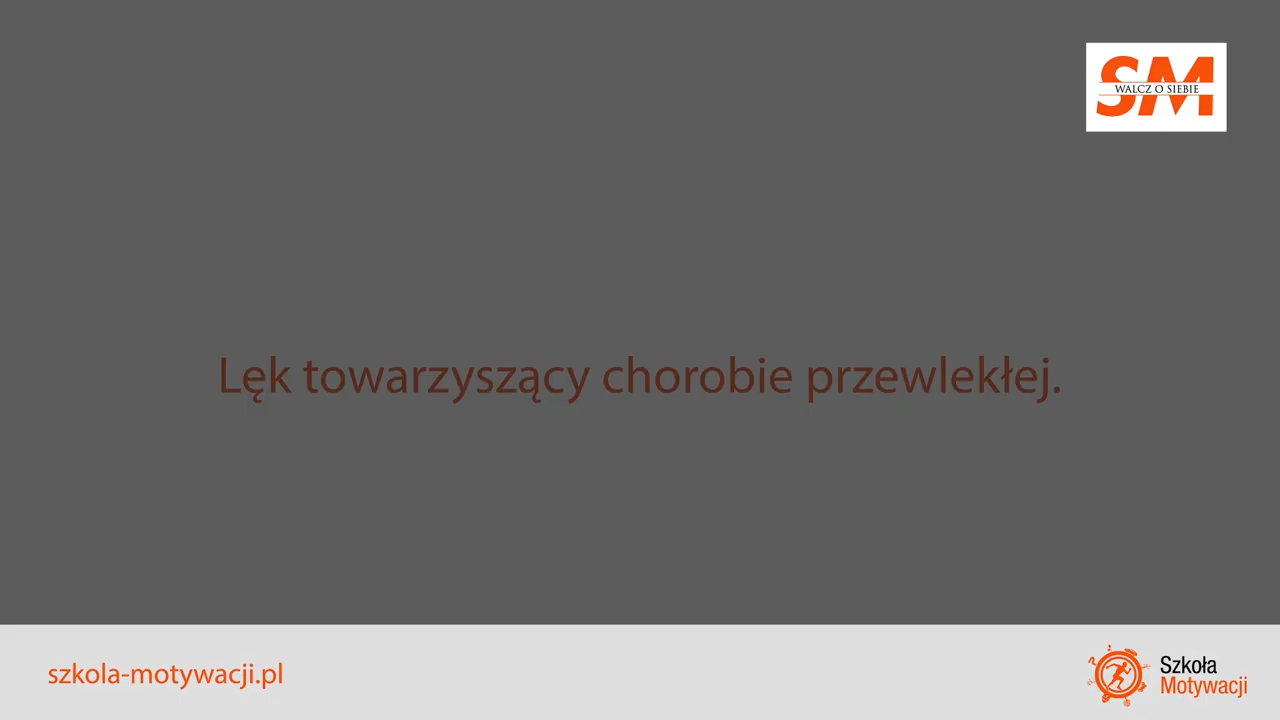 SM
WALCZ O SIEBIE
Lęk towarzyszący chorobie przewlekłej.
szkola-motywacji.pl
Szkoła
Motywacji